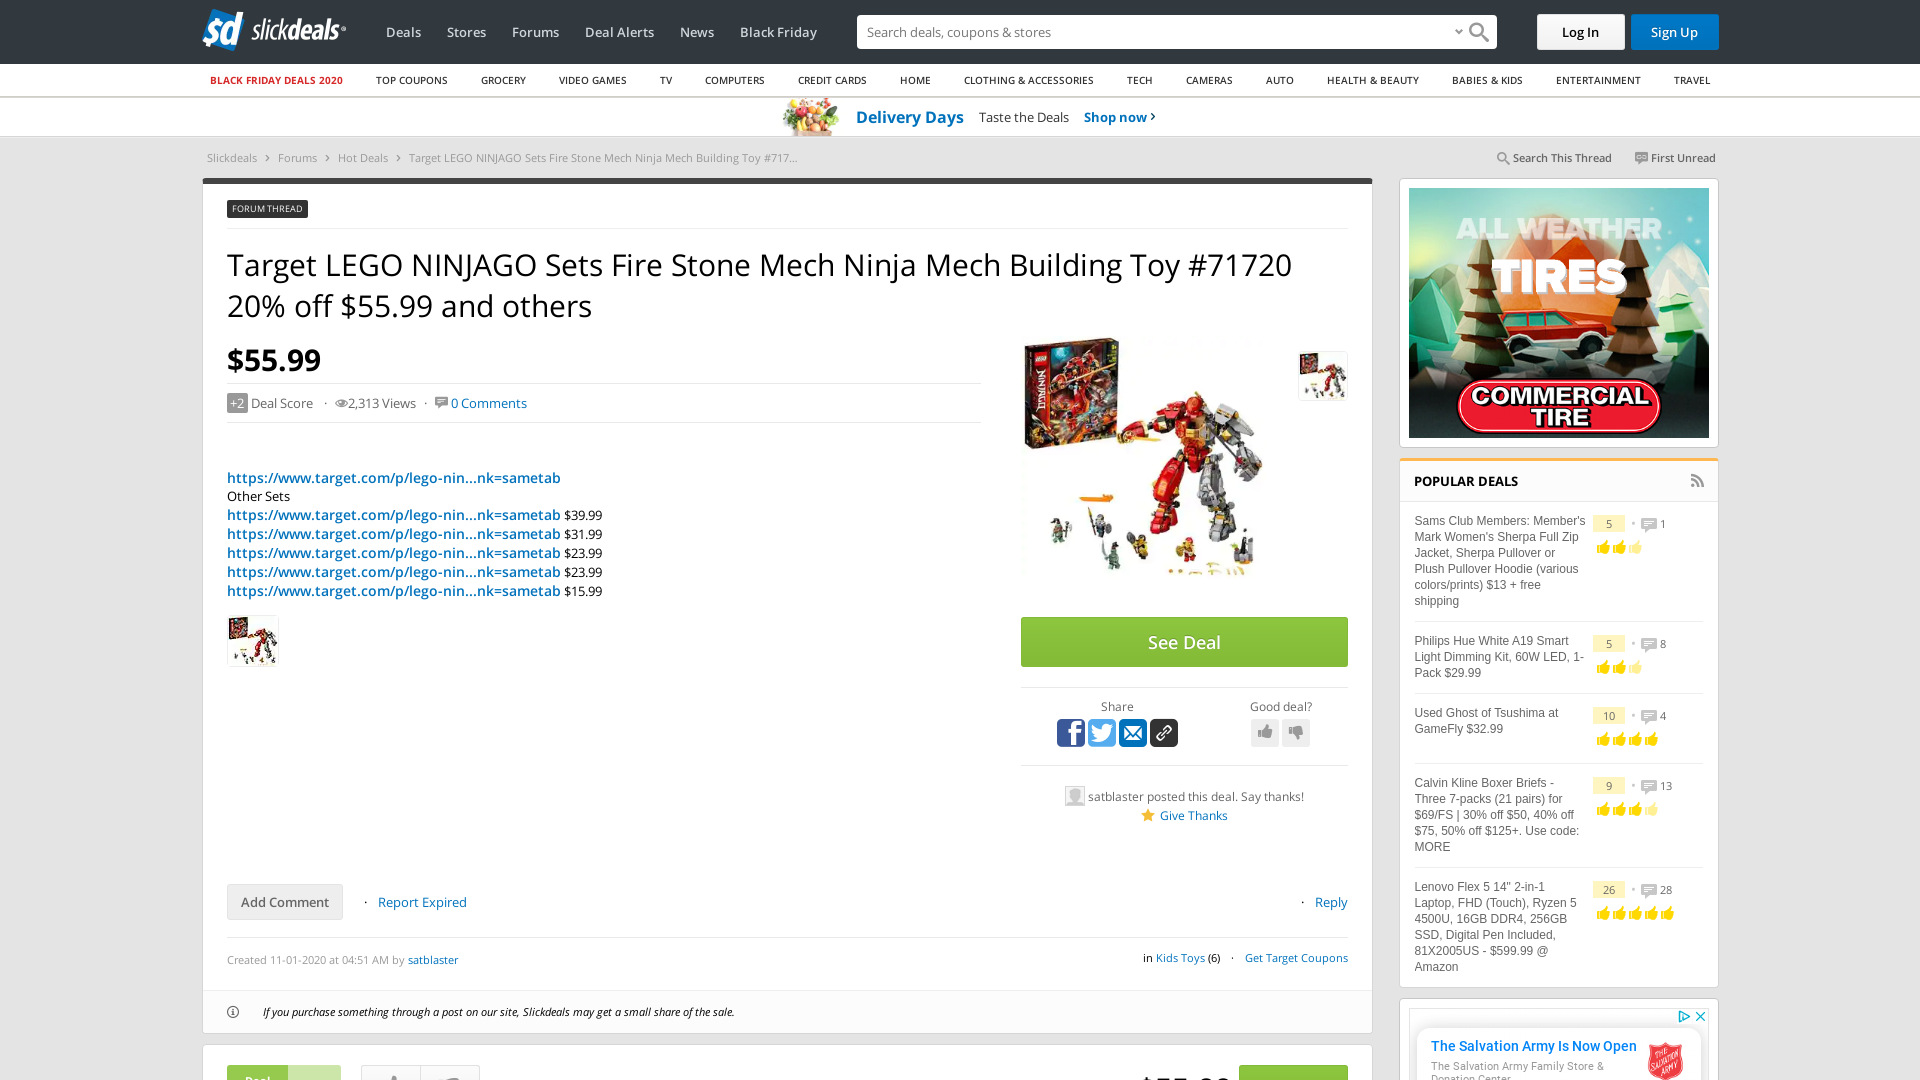 slickdeals
Deals
Stores
Forums
Deal Alerts
News
Black Friday
Search deals, coupons & stores
Log In
Sign Up
BLACK FRIDAY DEALS 2020
TOP COUPONS
GROCERY
VIDEO GAMES
TV
COMPUTERS
CREDIT CARDS
HOME
CLOTHING & ACCESSORIES
TECH
CAMERAS
AUTO
HEALTH & BEAUTY
BABIES & KIDS
ENTERTAINMENT
TRAVEL
Delivery Days Taste the Deals Shop now ›
Slickdeals › Forums › Hot Deals › Target LEGO NINJAGO Sets Fire Stone Mech Ninja Mech Building Toy #717...
Search This Thread
First Unread
FORUM THREAD
Target LEGO NINJAGO Sets Fire Stone Mech Ninja Mech Building Toy #71720
20% off $55.99 and others
$55.99
+2 Deal Score · 2,313 Views · 0 Comments
https://www.target.com/p/lego-nin...nk=sametab
Other Sets
https://www.target.com/p/lego-nin...nk=sametab $39.99
https://www.target.com/p/lego-nin...nk=sametab $31.99
https://www.target.com/p/lego-nin...nk=sametab $23.99
https://www.target.com/p/lego-nin...nk=sametab $23.99
https://www.target.com/p/lego-nin...nk=sametab $15.99
See Deal
Share
Good deal?
satblaster posted this deal. Say thanks!
Give Thanks
Add Comment
· Report Expired
· Reply
Created 11-01-2020 at 04:51 AM by satblaster
in Kids Toys (6) · Get Target Coupons
If you purchase something through a post on our site, Slickdeals may get a small share of the sale.
ALL WEATHER
TIRES
COMMERCIAL
TIRE
POPULAR DEALS
Sams Club Members: Member's
Mark Women's Sherpa Full Zip
Jacket, Sherpa Pullover or
Plush Pullover Hoodie (various
colors/prints) $13 + free
shipping
5 • 1
Philips Hue White A19 Smart
Light Dimming Kit, 60W LED, 1-
Pack $29.99
5 • 8
Used Ghost of Tsushima at
GameFly $32.99
10 • 4
Calvin Kline Boxer Briefs -
Three 7-packs (21 pairs) for
$69/FS | 30% off $50, 40% off
$75, 50% off $125+. Use code:
MORE
9 • 13
Lenovo Flex 5 14" 2-in-1
Laptop, FHD (Touch), Ryzen 5
4500U, 16GB DDR4, 256GB
SSD, Digital Pen Included,
81X2005US - $599.99 @
Amazon
26 • 28
The Salvation Army Is Now Open
The Salvation Army Family Store &
Donation Center